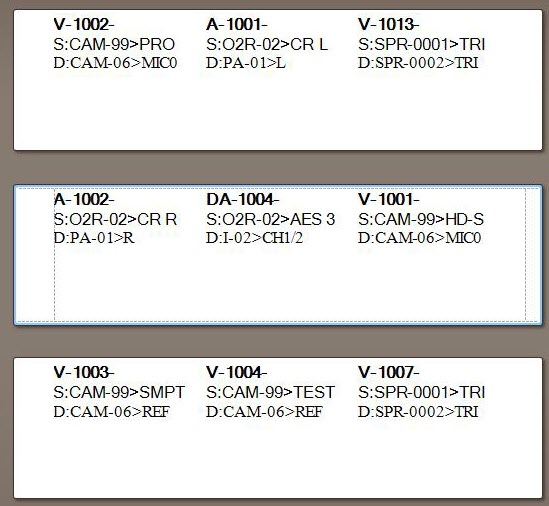 V-1002- A-1001- V-1013-
S:CAM-99>PRO S:O2R-02>CR L S:SPR-0001>TRI
D:CAM-06>MIC0 D:PA-01>L D:SPR-0002>TRI
A-1002- DA-1004- V-1001-
S:O2R-02>CR R S:O2R-02>AES 3 S:CAM-99>HD-S
D:PA-01>R D:I-02>CH1/2 D:CAM-06>MIC0
V-1003- V-1004- V-1007-
S:CAM-99>SMPT S:CAM-99>TEST S:SPR-0001>TRI
D:CAM-06>REF D:CAM-06>REF D:SPR-0002>TRI